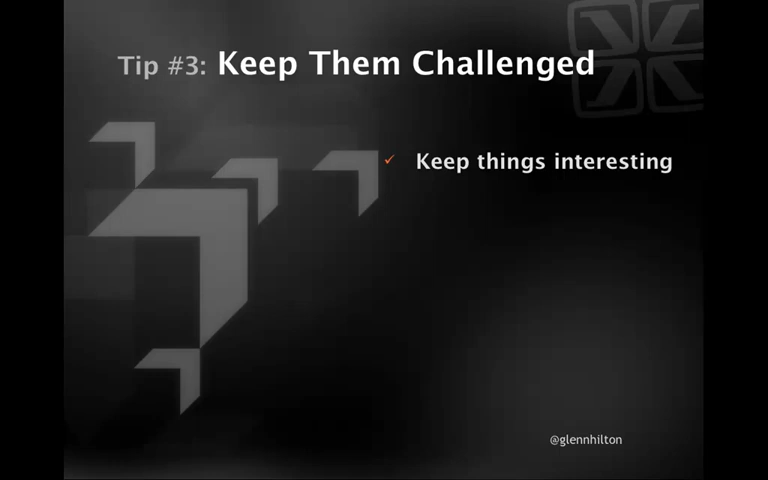 Tip #3: Keep Them Challenged
✓ Keep things interesting
@glennhilton